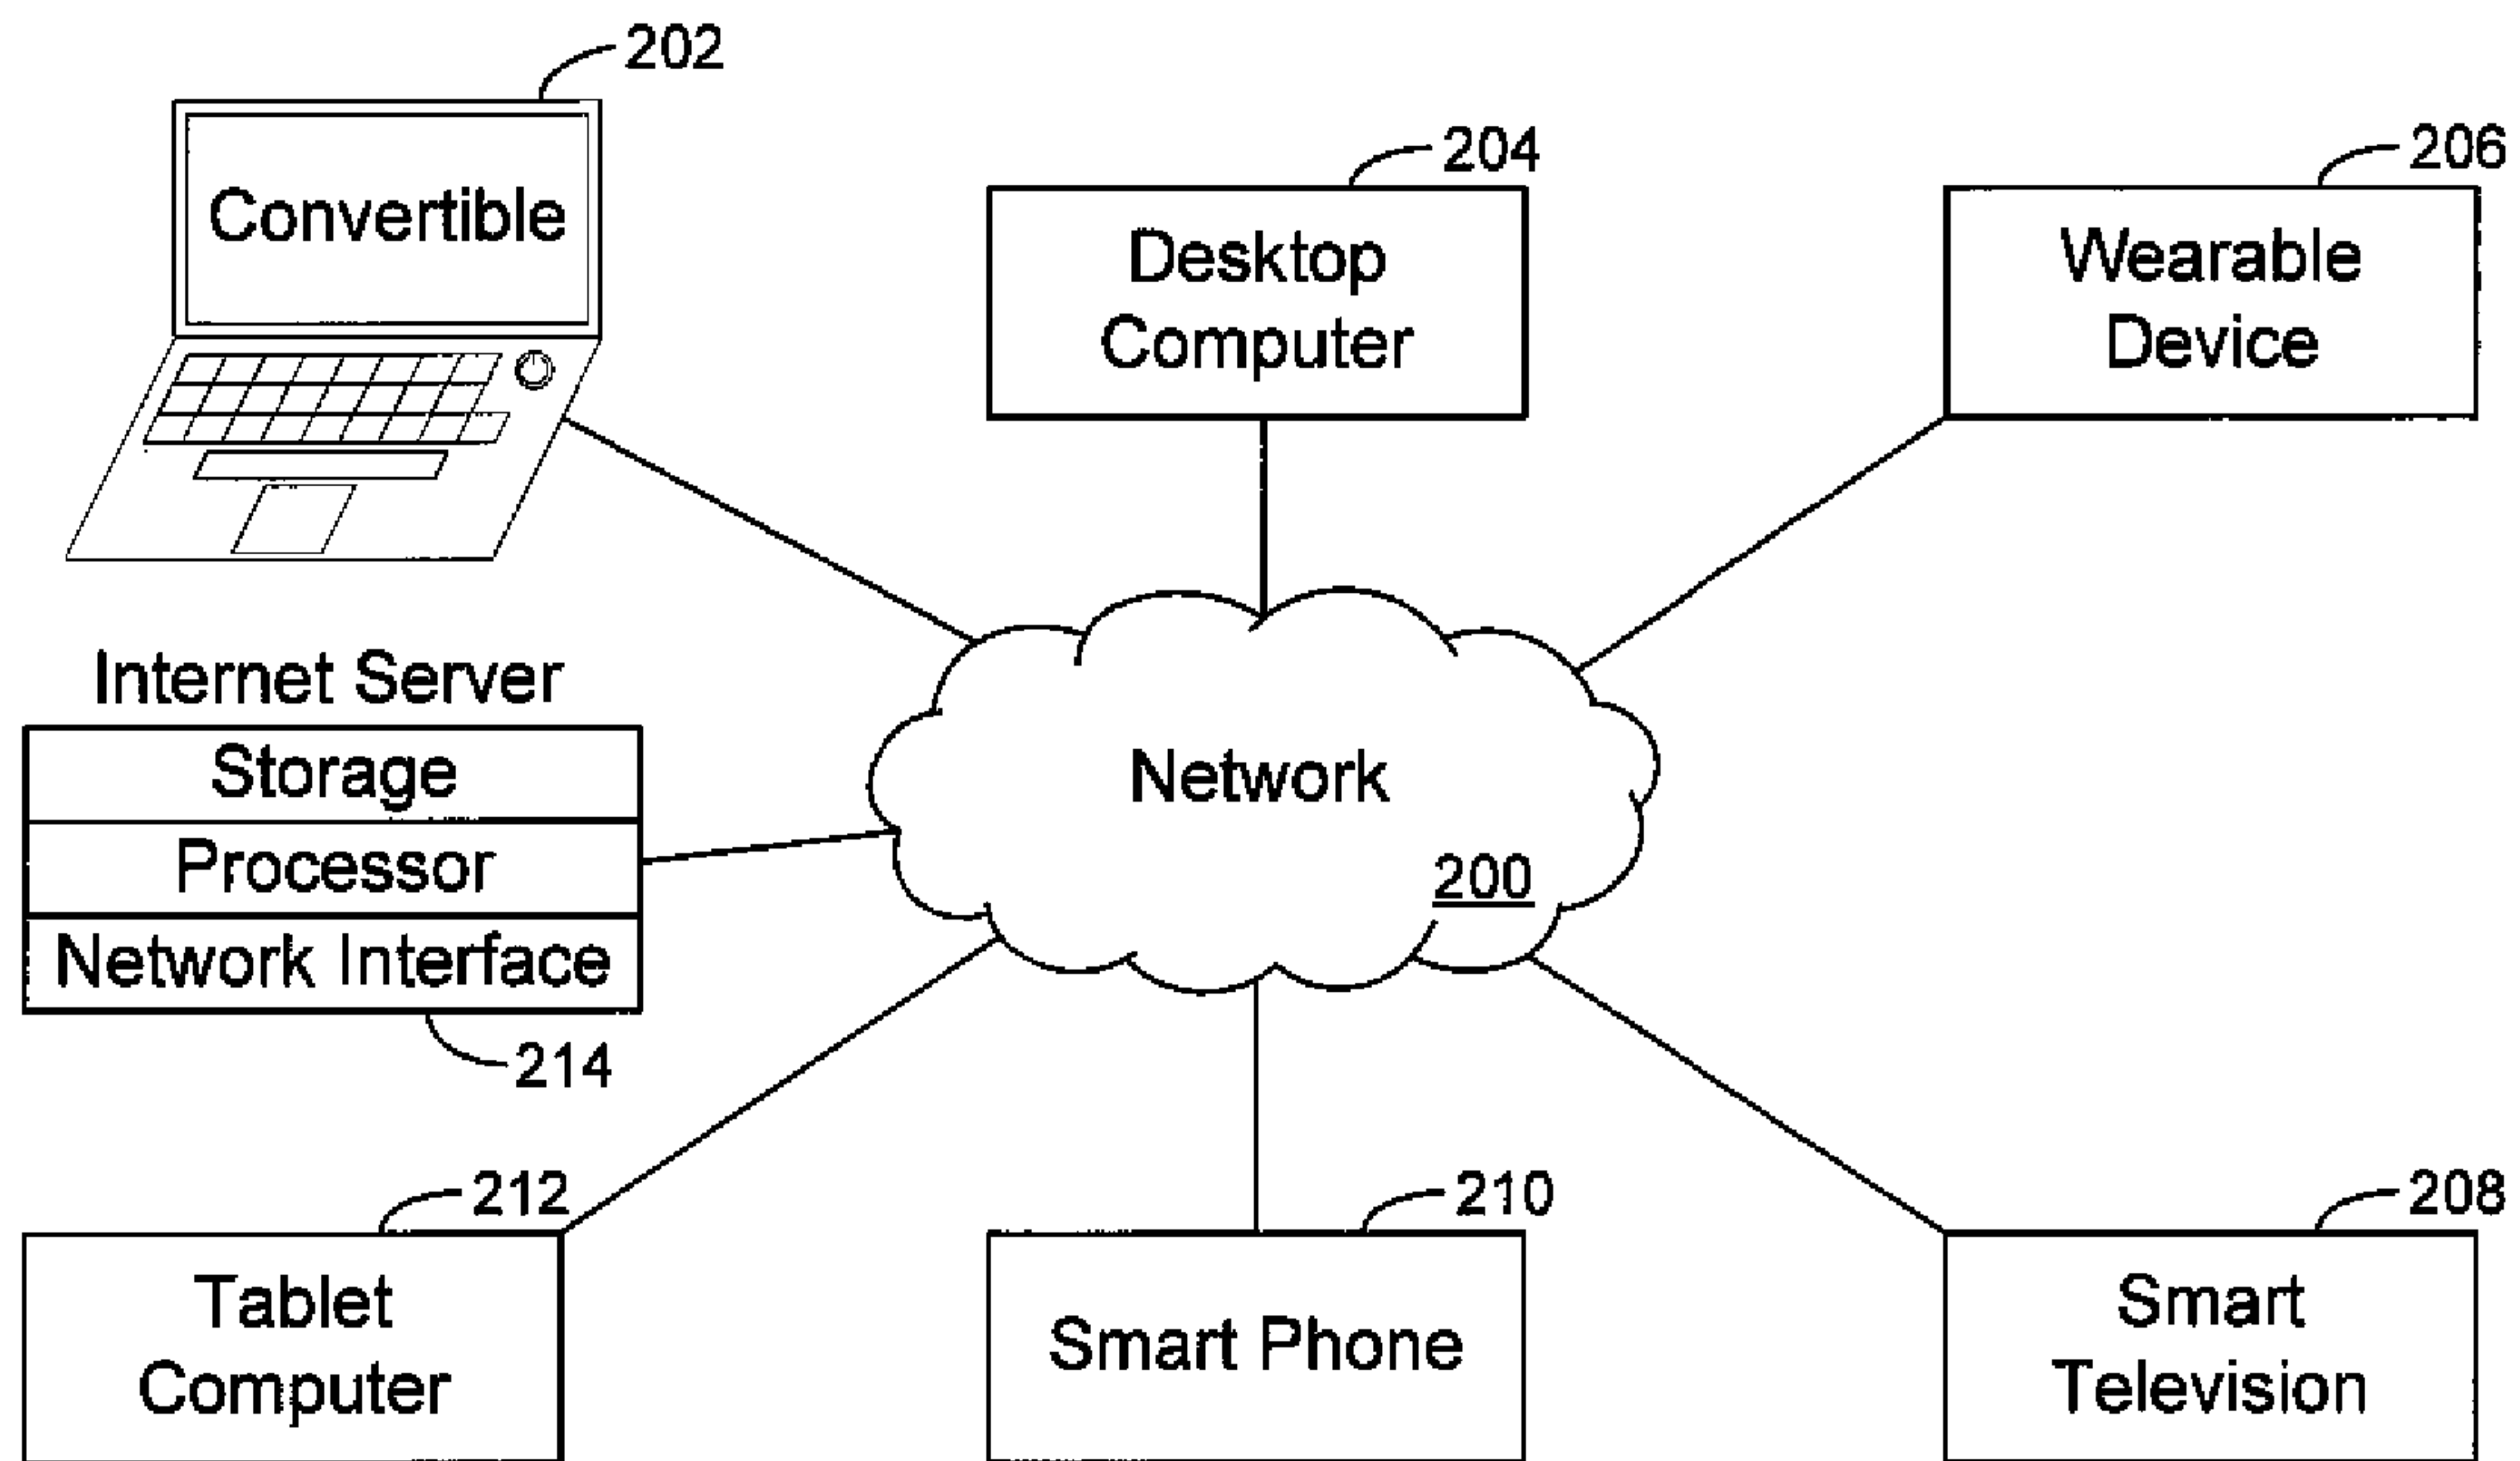 202
Convertible
204
Desktop
Computer
206
Wearable
Device
Internet Server
Storage
Processor
Network Interface
214
Network
200
212
Tablet
Computer
210
Smart Phone
208
Smart
Television